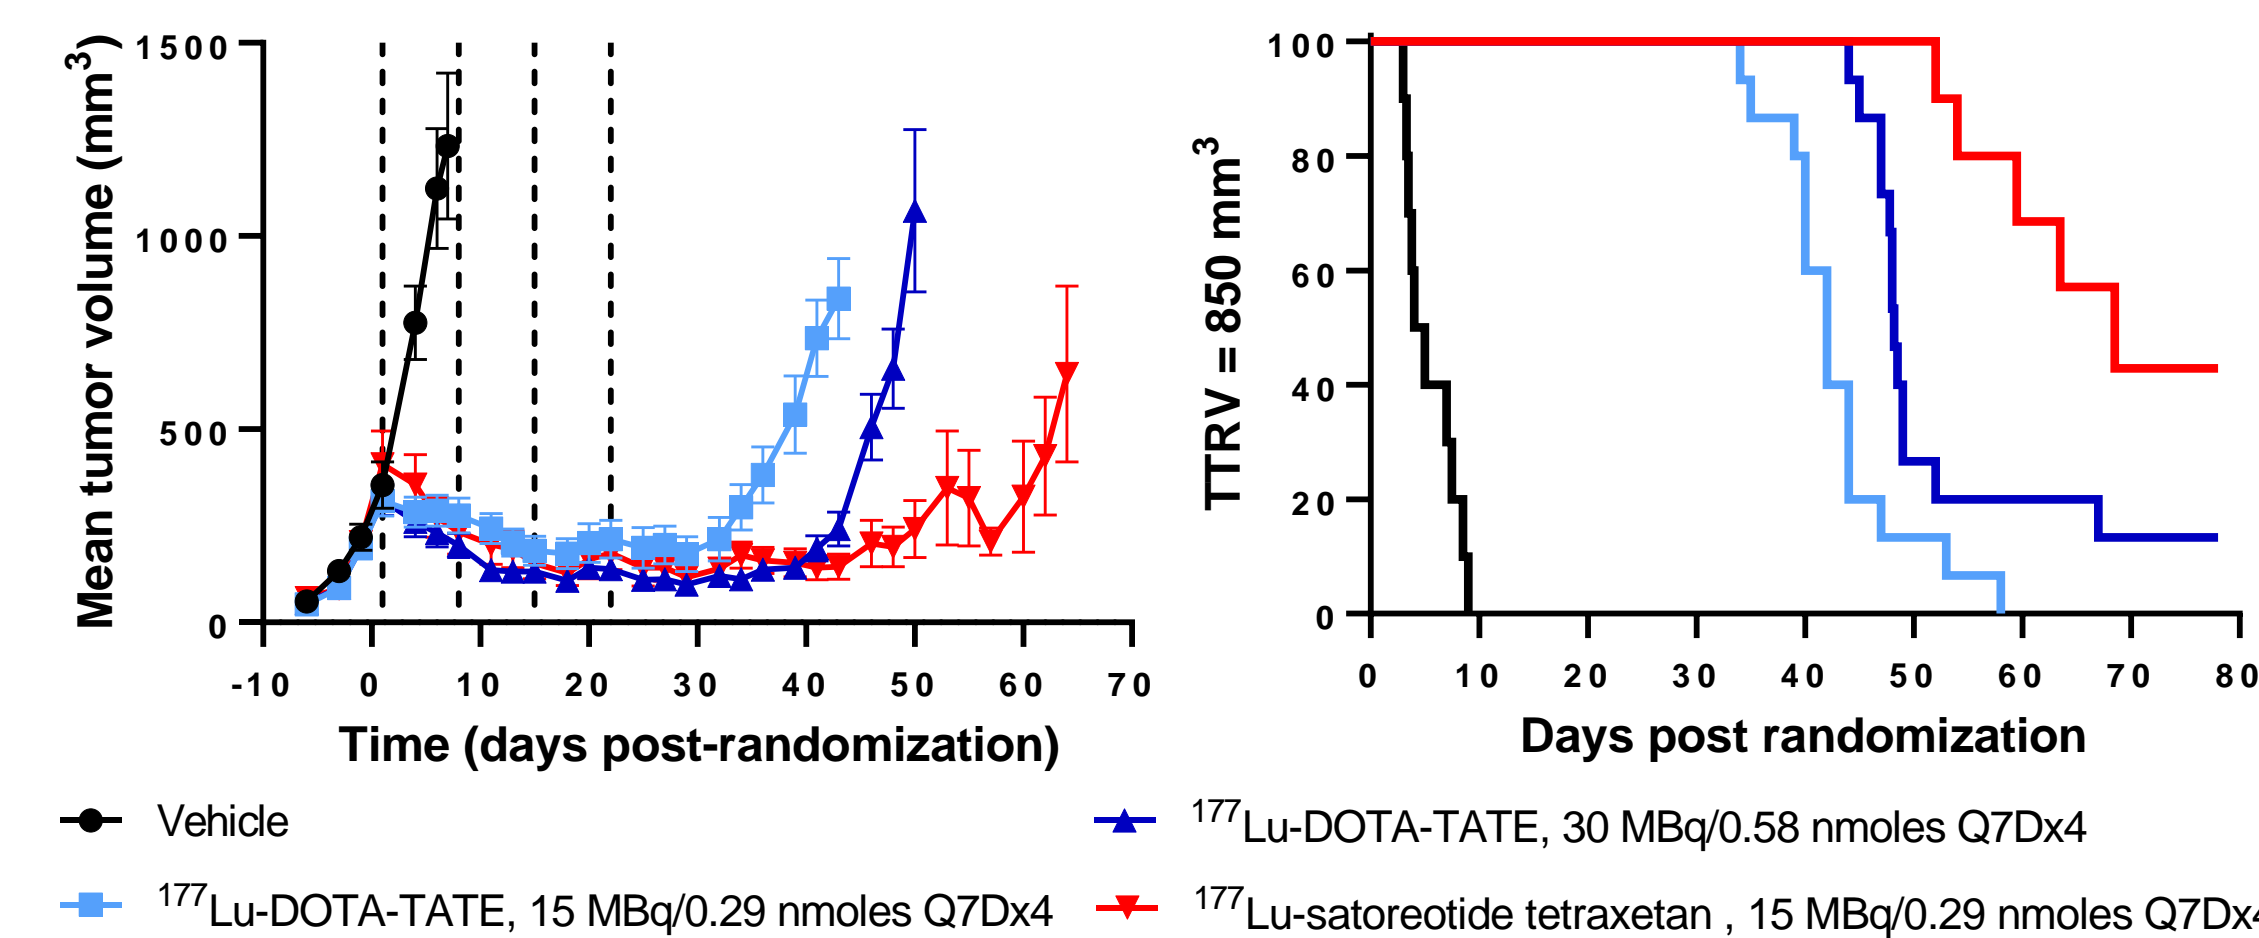 Mean tumor volume (mm³)
1500
1000
500
0
-10 0 10 20 30 40 50 60 70
Time (days post-randomization)
TTRV = 850 mm³
100
80
60
40
20
0
0 10 20 30 40 50 60 70 80
Days post randomization
Vehicle
¹⁷⁷Lu-DOTA-TATE, 30 MBq/0.58 nmoles Q7Dx4
¹⁷⁷Lu-DOTA-TATE, 15 MBq/0.29 nmoles Q7Dx4
¹⁷⁷Lu-satoreotide tetraxetan , 15 MBq/0.29 nmoles Q7Dx4